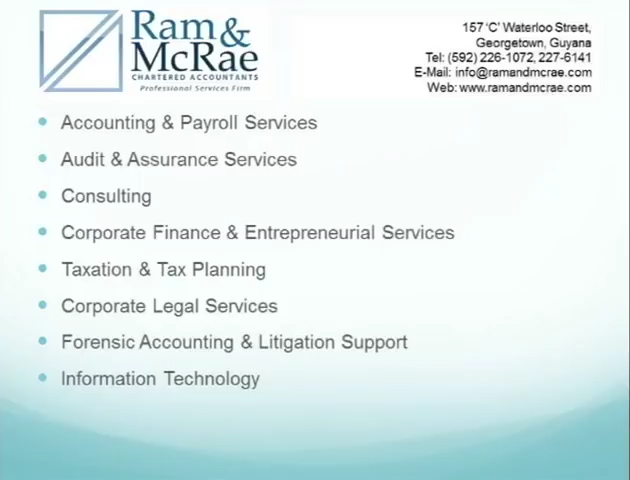 Ram &
McRae
CHARTERED ACCOUNTANTS
Professional Services Firm
157 ‘C’ Waterloo Street,
Georgetown, Guyana
Tel: (592) 226-1072, 227-6141
E-Mail: info@ramandmcrae.com
Web: www.ramandmcrae.com
• Accounting & Payroll Services
• Audit & Assurance Services
• Consulting
• Corporate Finance & Entrepreneurial Services
• Taxation & Tax Planning
• Corporate Legal Services
• Forensic Accounting & Litigation Support
• Information Technology